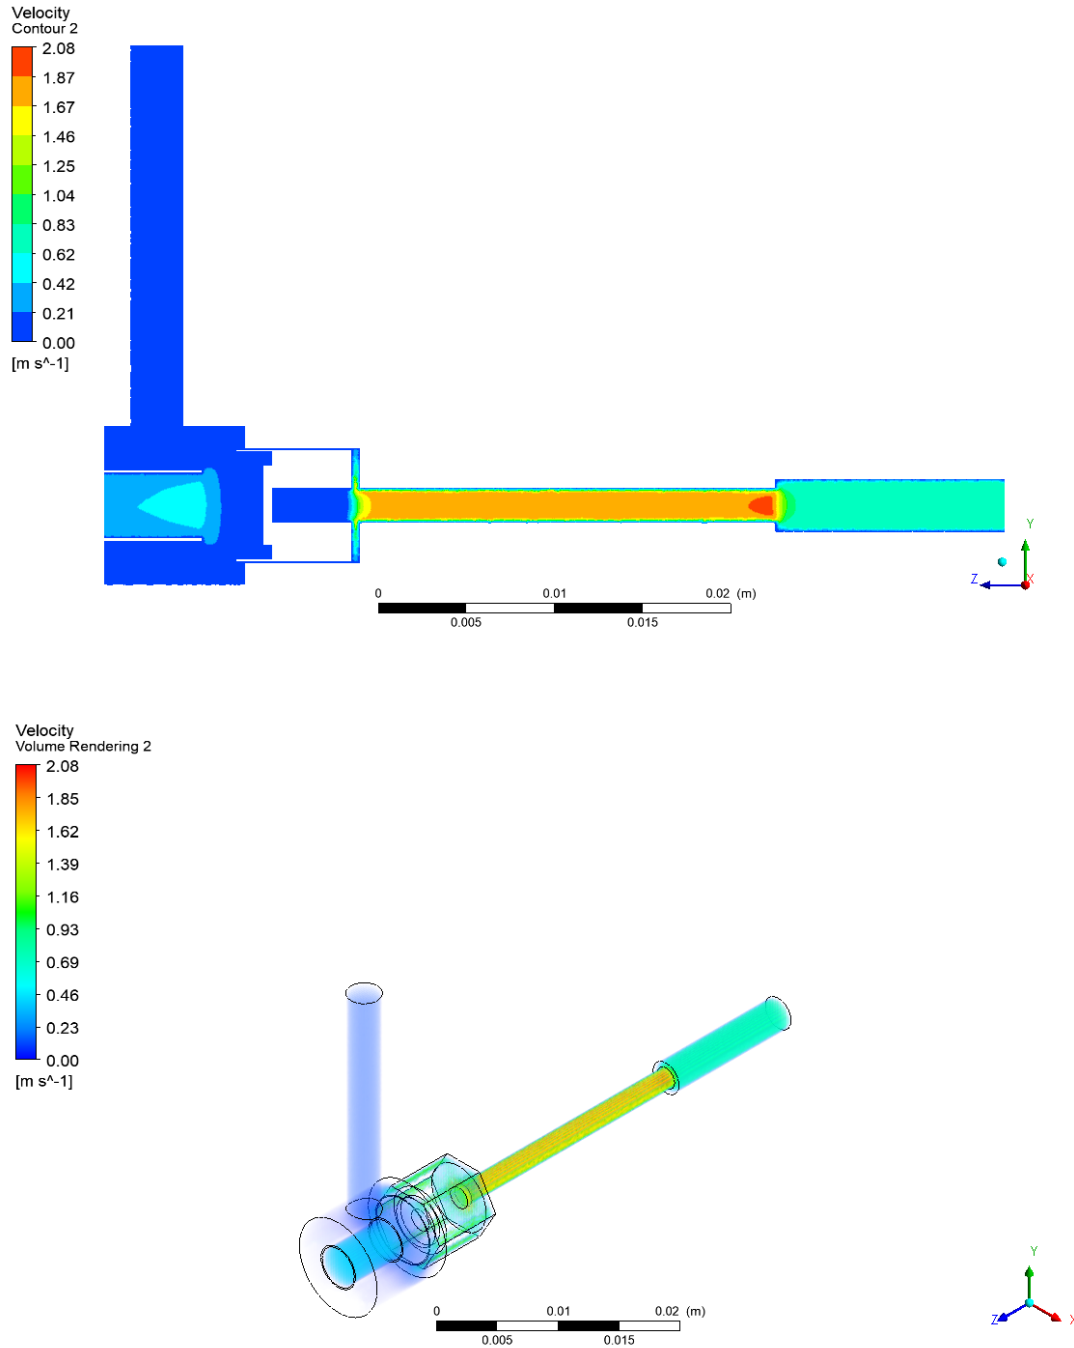 Velocity
Contour 2
2.08
1.87
1.67
1.46
1.25
1.04
0.83
0.62
0.42
0.21
0.00
[m s^-1]
0 0.01 0.02 (m)
0.005 0.015
Y
Z X
Velocity
Volume Rendering 2
2.08
1.85
1.62
1.39
1.16
0.93
0.69
0.46
0.23
0.00
[m s^-1]
0 0.01 0.02 (m)
0.005 0.015
Y
Z X